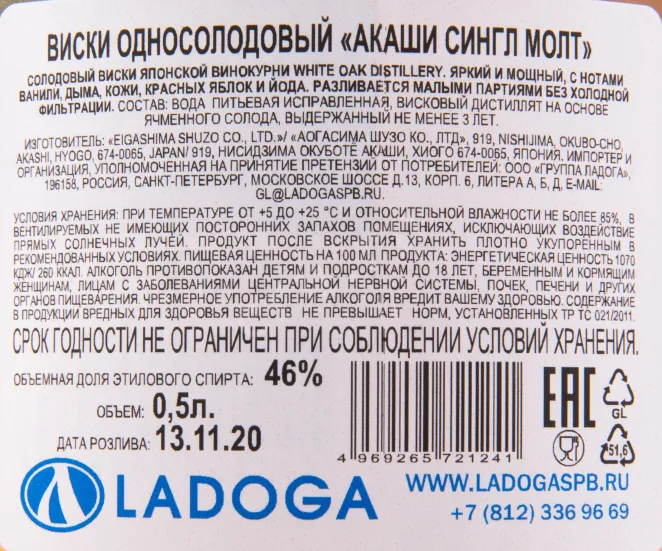 ВИСКИ ОДНОСОЛОДОВЫЙ «АКАШИ СИНГЛ МОЛТ»
СОЛОДОВЫЙ ВИСКИ ЯПОНСКОЙ ВИНОКУРНИ WHITE OAK DISTILLERY. ЯРКИЙ И МОЩНЫЙ, С НОТАМИ
ВАНИЛИ, ДЫМА, КОЖИ, КРАСНЫХ ЯБЛОК И ЙОДА. РАЗЛИВАЕТСЯ МАЛЫМИ ПАРТИЯМИ БЕЗ ХОЛОДНОЙ
ФИЛЬТРАЦИИ. СОСТАВ: ВОДА ПИТЬЕВАЯ ИСПРАВЛЕННАЯ, ВИСКОВЫЙ ДИСТИЛЛЯТ НА ОСНОВЕ
ЯЧМЕННОГО СОЛОДА, ВЫДЕРЖАННЫЙ НЕ МЕНЕЕ 3 ЛЕТ.
ИЗГОТОВИТЕЛЬ: «EIGASHIMA SHUZO CO., LTD.»/ «АОГАСИМА ШУЗО КО., ЛТД», 919, NISHIJIMA, OKUBO-CHO,
AKASHI, HYOGO, 674-0065, JAPAN/ 919, НИСИДЗИМА ОКУБОТЁ АКАШИ, ХИОГО 674-0065, ЯПОНИЯ. ИМПОРТЕР И
ОРГАНИЗАЦИЯ, УПОЛНОМОЧЕННАЯ НА ПРИНЯТИЕ ПРЕТЕНЗИЙ ОТ ПОТРЕБИТЕЛЕЙ: ООО «ГРУППА ЛАДОГА»,
196158, РОССИЯ, САНКТ-ПЕТЕРБУРГ, МОСКОВСКОЕ ШОССЕ Д.13, КОРП. 6, ЛИТЕРА А, Б, Д, E-MAIL:
GL@LADOGASPB.RU.
УСЛОВИЯ ХРАНЕНИЯ: ПРИ ТЕМПЕРАТУРЕ ОТ +5 ДО +25 °С И ОТНОСИТЕЛЬНОЙ ВЛАЖНОСТИ НЕ БОЛЕЕ 85%, В
ВЕНТИЛИРУЕМЫХ НЕ ИМЕЮЩИХ ПОСТОРОННИХ ЗАПАХОВ ПОМЕЩЕНИЯХ, ИСКЛЮЧАЮЩИХ ВОЗДЕЙСТВИЕ
ПРЯМЫХ СОЛНЕЧНЫХ ЛУЧЕЙ. ПРОДУКТ ПОСЛЕ ВСКРЫТИЯ ХРАНИТЬ ПЛОТНО УКУПОРЕННЫМ В
РЕКОМЕНДОВАННЫХ УСЛОВИЯХ. ПИЩЕВАЯ ЦЕННОСТЬ НА 100 МЛ ПРОДУКТА: ЭНЕРГЕТИЧЕСКАЯ ЦЕННОСТЬ 1070
КДЖ/ 260 ККАЛ. АЛКОГОЛЬ ПРОТИВОПОКАЗАН ДЕТЯМ И ПОДРОСТКАМ ДО 18 ЛЕТ, БЕРЕМЕННЫМ И КОРМЯЩИМ
ЖЕНЩИНАМ, ЛИЦАМ С ЗАБОЛЕВАНИЯМИ ЦЕНТРАЛЬНОЙ НЕРВНОЙ СИСТЕМЫ, ПОЧЕК, ПЕЧЕНИ И ДРУГИХ
ОРГАНОВ ПИЩЕВАРЕНИЯ. ЧРЕЗМЕРНОЕ УПОТРЕБЛЕНИЕ АЛКОГОЛЯ ВРЕДИТ ВАШЕМУ ЗДОРОВЬЮ. СОДЕРЖАНИЕ
В ПРОДУКЦИИ ВРЕДНЫХ ДЛЯ ЗДОРОВЬЯ ВЕЩЕСТВ НЕ ПРЕВЫШАЕТ НОРМ, УСТАНОВЛЕННЫХ ТР ТС 021/2011.
СРОК ГОДНОСТИ НЕ ОГРАНИЧЕН ПРИ СОБЛЮДЕНИИ УСЛОВИЙ ХРАНЕНИЯ.
ОБЪЕМНАЯ ДОЛЯ ЭТИЛОВОГО СПИРТА: 46%
ОБЪЕМ: 0,5л.
ДАТА РОЗЛИВА: 13.11.20
4 969265 721241
EAC
GL
51,6
LADOGA
WWW.LADOGASPB.RU
+7 (812) 336 96 69